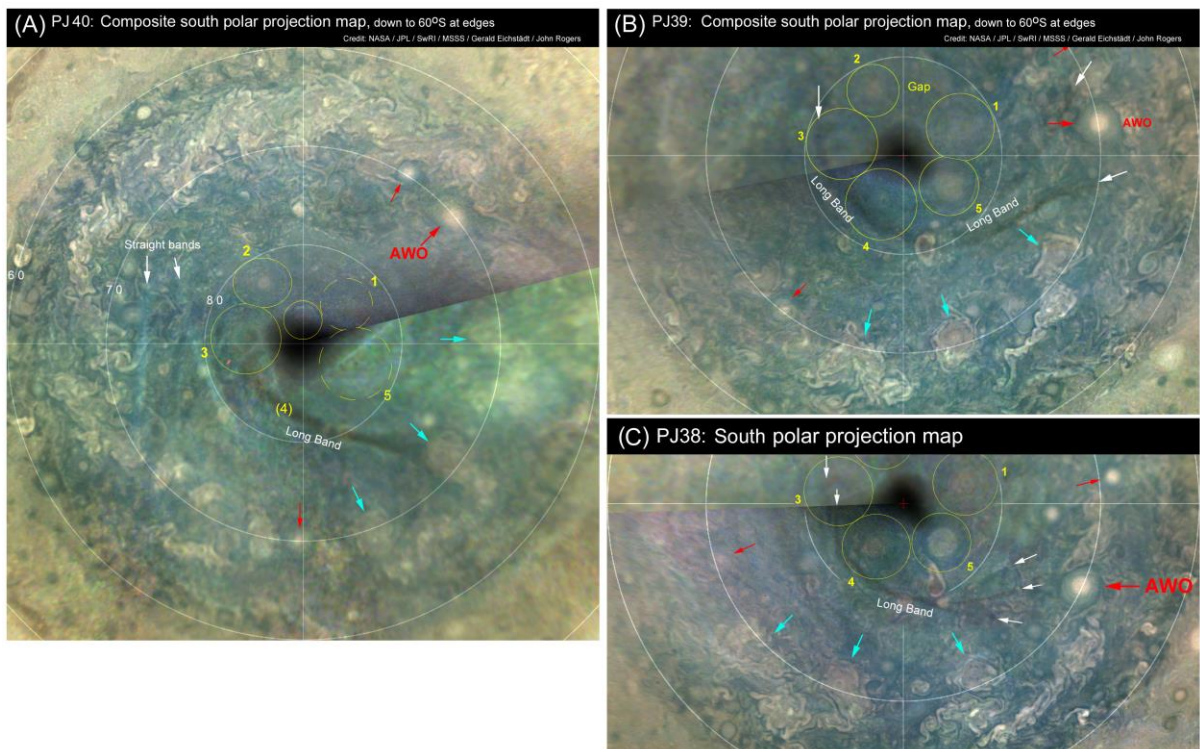 (A) PJ40: Composite south polar projection map, down to 60ºS at edges
Credit: NASA / JPL / SwRI / MSSS / Gerald Eichstädt / John Rogers
AWO
Straight bands
2
1
60
70
80
3
5
(4)
Long Band
(B) PJ39: Composite south polar projection map, down to 60ºS at edges
Credit: NASA / JPL / SwRI / MSSS / Gerald Eichstädt / John Rogers
2
Gap
1
AWO
3
Long Band
Long Band
5
4
(C) PJ38: South polar projection map
1
3
5
4
AWO
Long Band